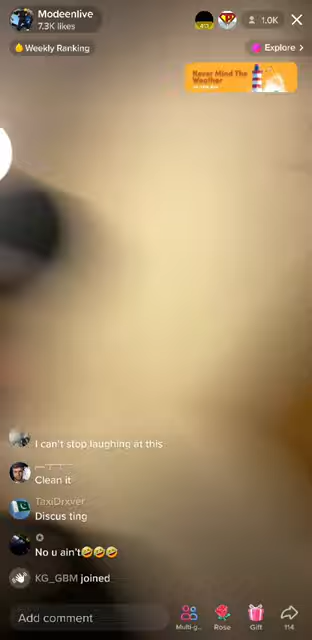 Modeenlive
7.3K likes
1.0K
Weekly Ranking
Explore >
Never Mind The
Weather
I can't stop laughing at this
Clean it
TaxiDrxver
Discus ting
No u ain't🤣🤣🤣
KG_GBM joined
Add comment
Multi-g...
Rose
Gift
114